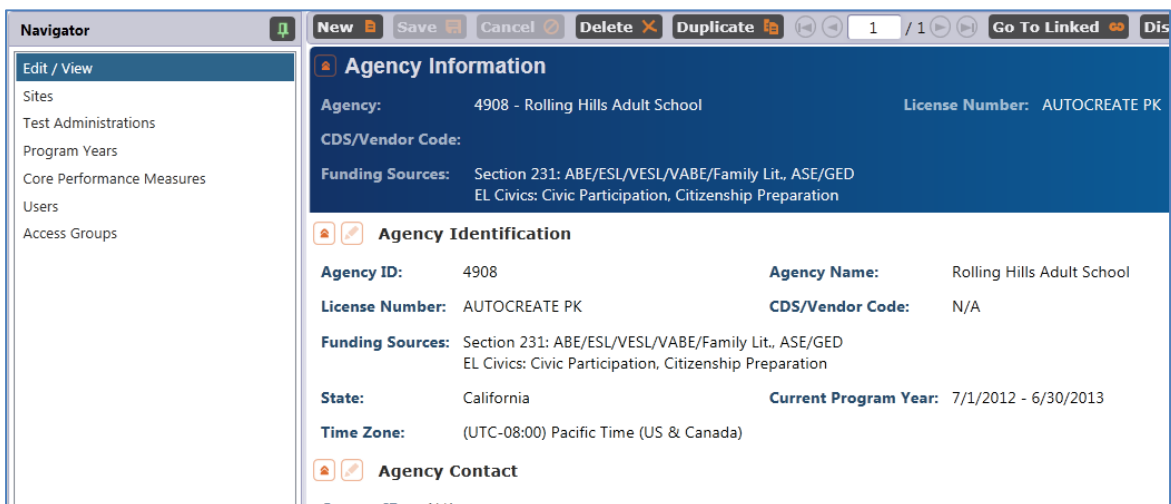 Navigator
New Save Cancel Delete Duplicate 1 / 1 Go To Linked Dis
Edit / View
Sites
Test Administrations
Program Years
Core Performance Measures
Users
Access Groups
Agency Information
Agency: 4908 - Rolling Hills Adult School License Number: AUTOCREATE PK
CDS/Vendor Code:
Funding Sources: Section 231: ABE/ESL/VESL/VABE/Family Lit., ASE/GED
EL Civics: Civic Participation, Citizenship Preparation
Agency Identification
Agency ID: 4908 Agency Name: Rolling Hills Adult School
License Number: AUTOCREATE PK CDS/Vendor Code: N/A
Funding Sources: Section 231: ABE/ESL/VESL/VABE/Family Lit., ASE/GED
EL Civics: Civic Participation, Citizenship Preparation
State: California Current Program Year: 7/1/2012 - 6/30/2013
Time Zone: (UTC-08:00) Pacific Time (US & Canada)
Agency Contact